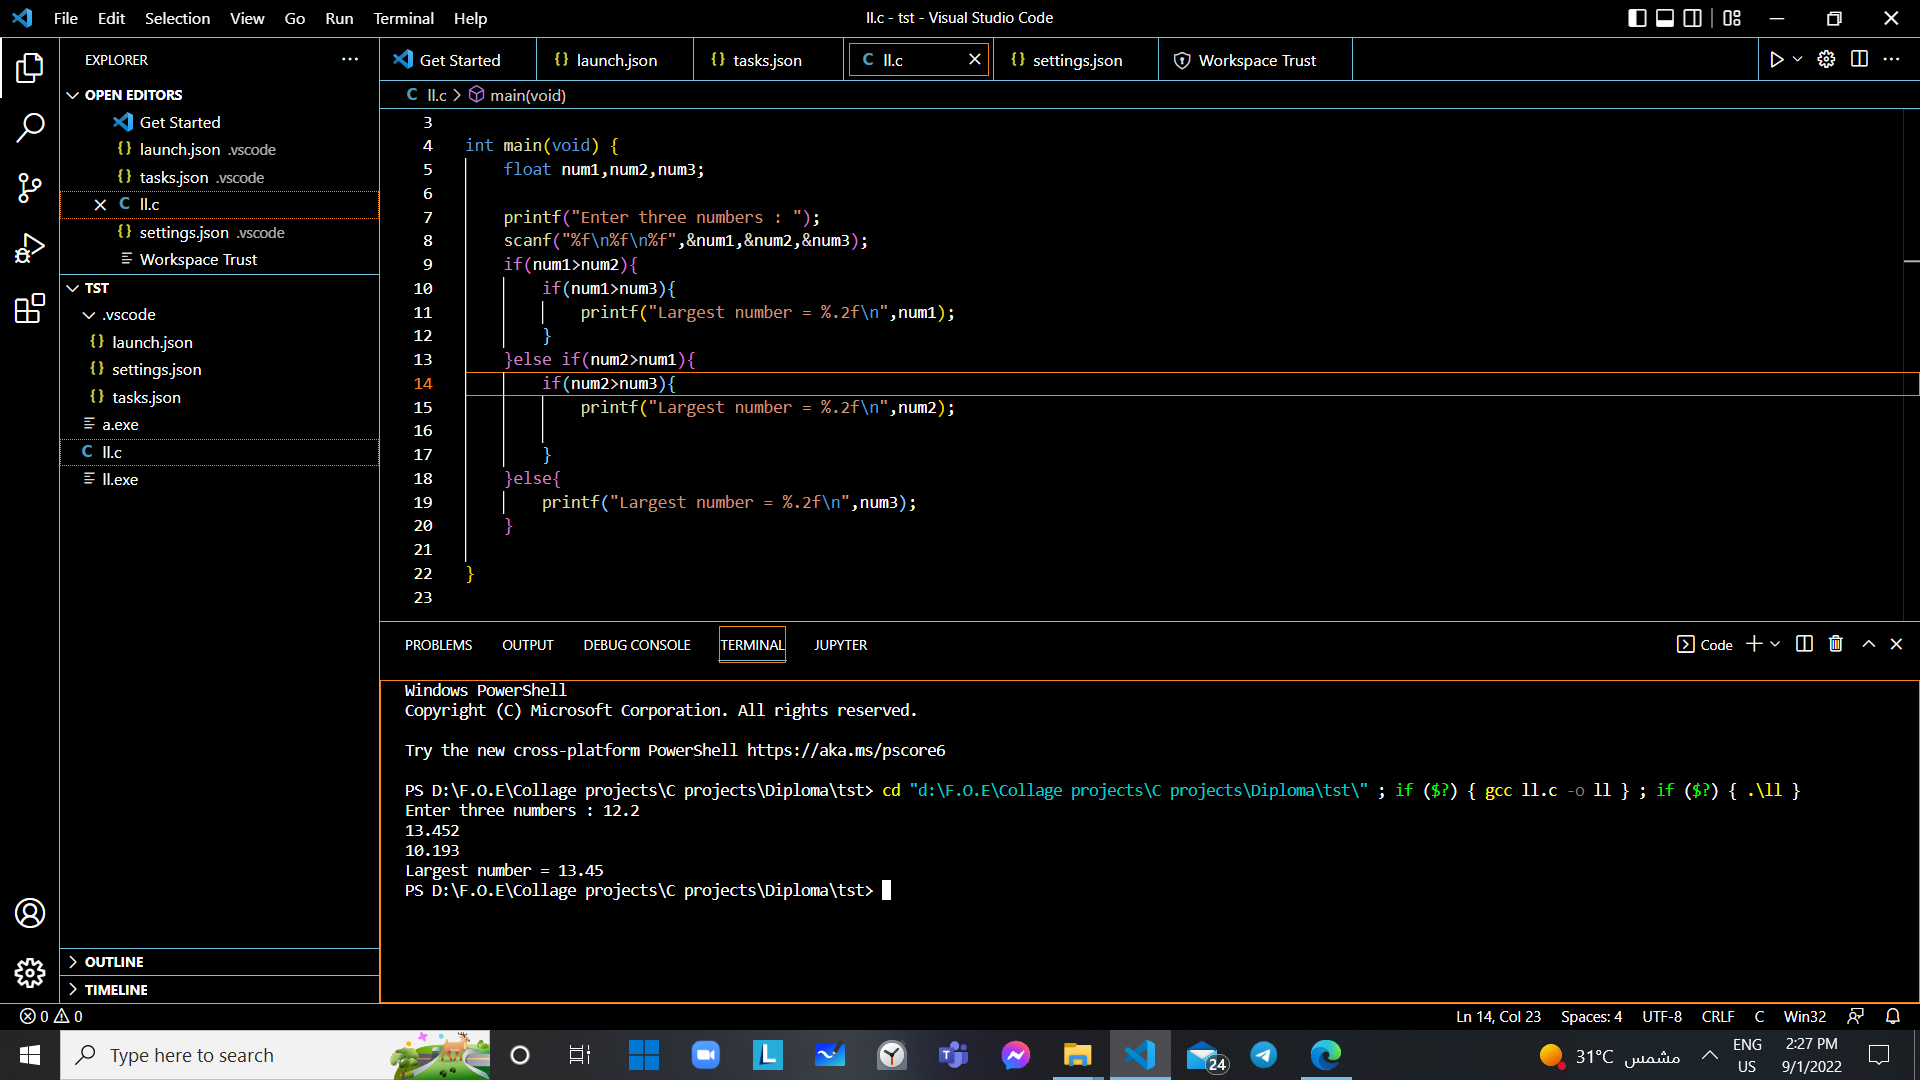 File Edit Selection View Go Run Terminal Help
ll.c - tst - Visual Studio Code
EXPLORER
OPEN EDITORS
Get Started
launch.json .vscode
tasks.json .vscode
ll.c
settings.json .vscode
Workspace Trust
TST
.vscode
launch.json
settings.json
tasks.json
a.exe
C ll.c
ll.exe
OUTLINE
TIMELINE
Get Started launch.json tasks.json C ll.c settings.json Workspace Trust
C ll.c > main(void)
3
4 int main(void) {
5 float num1,num2,num3;
6
7 printf("Enter three numbers : ");
8 scanf("%f\n%f\n%f",&num1,&num2,&num3);
9 if(num1>num2){
10 if(num1>num3){
11 printf("Largest number = %.2f\n",num1);
12 }
13 }else if(num2>num1){
14 if(num2>num3){
15 printf("Largest number = %.2f\n",num2);
16
17 }
18 }else{
19 printf("Largest number = %.2f\n",num3);
20 }
21
22 }
23
PROBLEMS OUTPUT DEBUG CONSOLE TERMINAL JUPYTER
Code
Windows PowerShell
Copyright (C) Microsoft Corporation. All rights reserved.
Try the new cross-platform PowerShell https://aka.ms/pscore6
PS D:\F.O.E\Collage projects\C projects\Diploma\tst> cd "d:\F.O.E\Collage projects\C projects\Diploma\tst\" ; if ($?) { gcc ll.c -o ll } ; if ($?) { .\ll }
Enter three numbers : 12.2
13.452
10.193
Largest number = 13.45
PS D:\F.O.E\Collage projects\C projects\Diploma\tst>
0 0
Ln 14, Col 23 Spaces: 4 UTF-8 CRLF C Win32
Type here to search
24
31°C مشمس
ENG
US
2:27 PM
9/1/2022